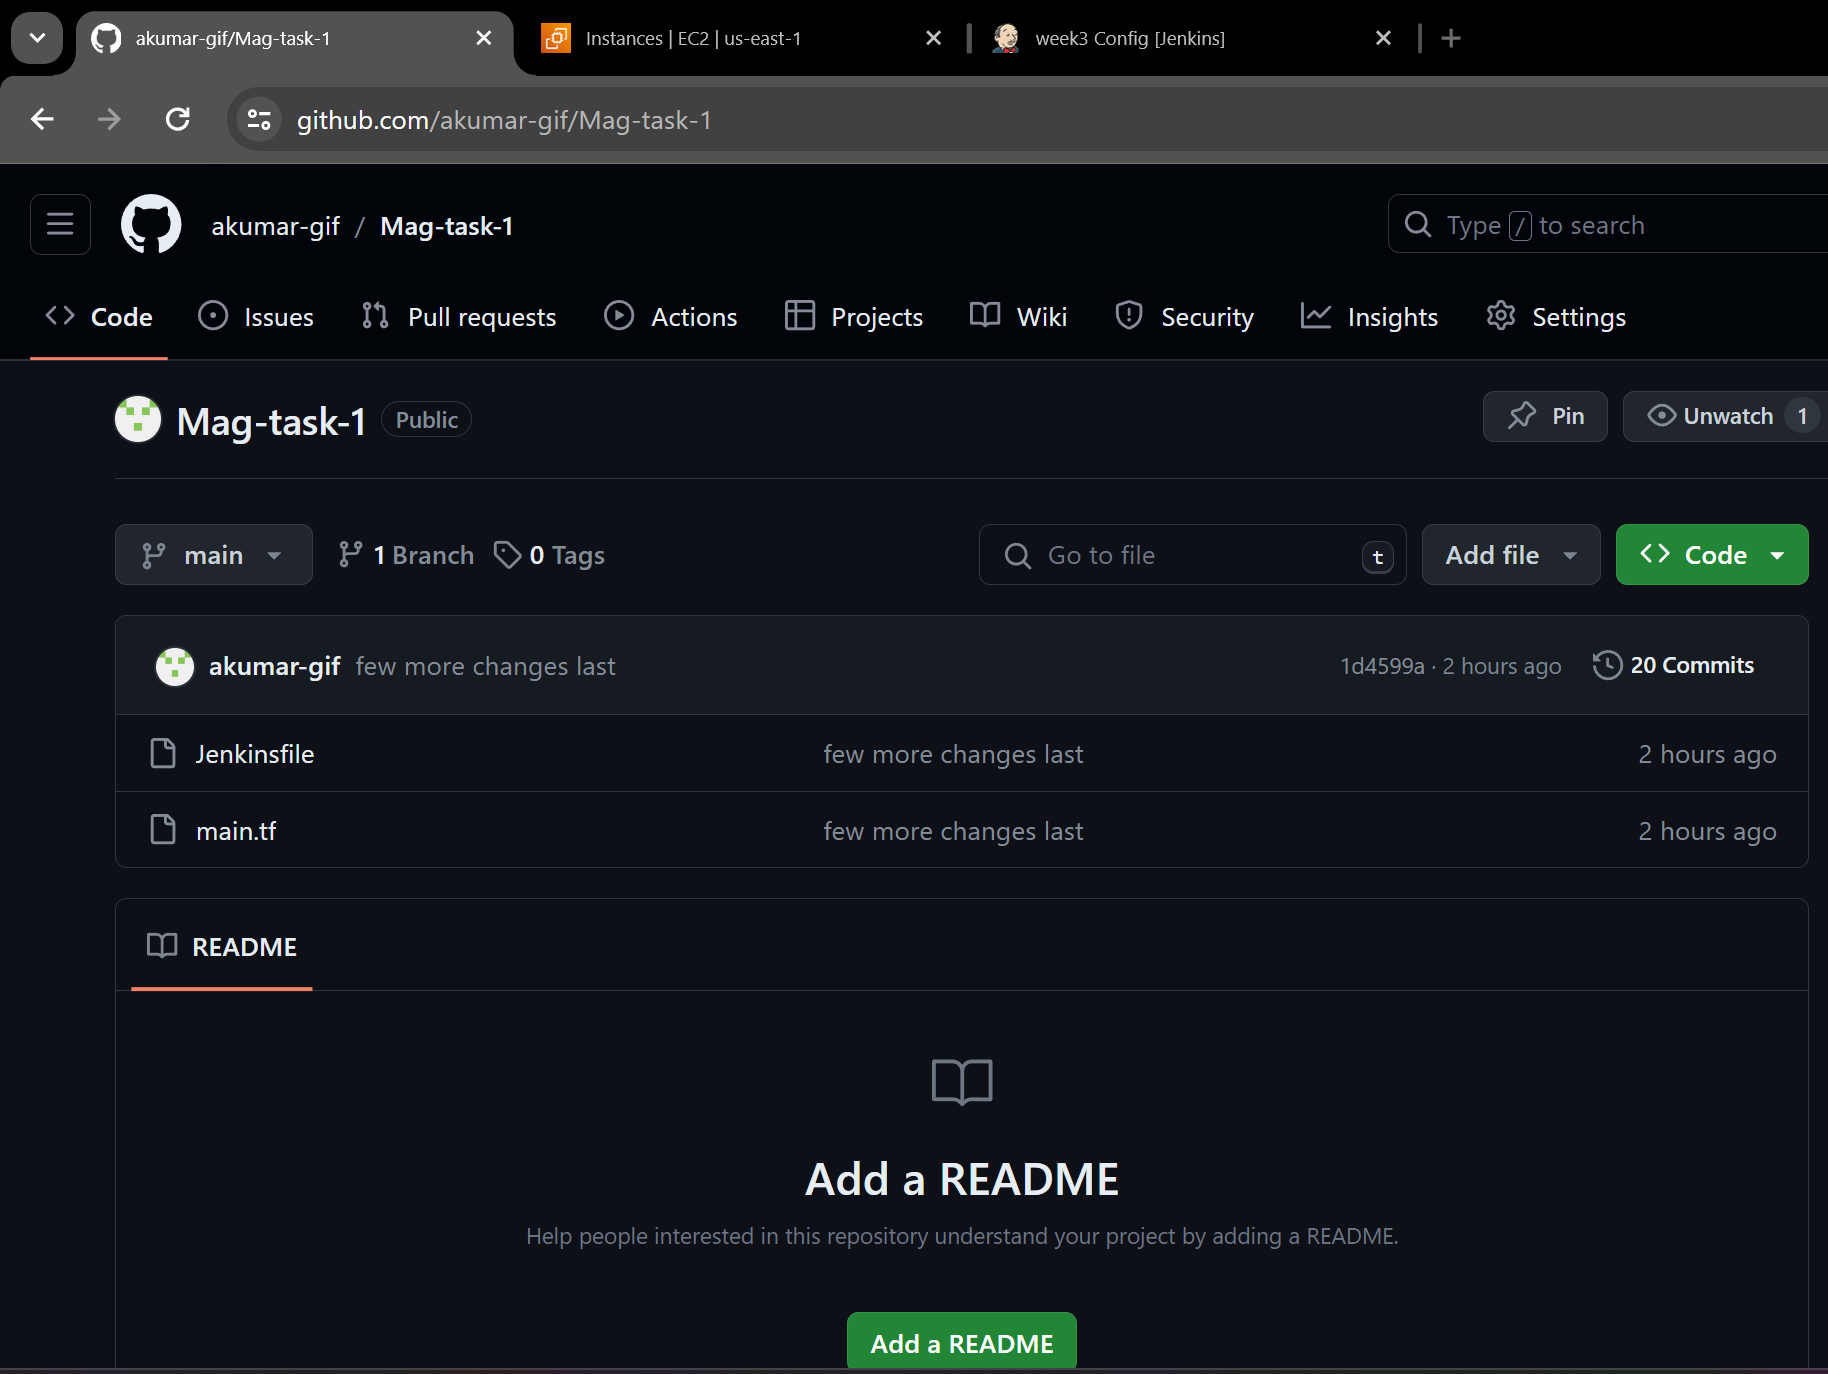 akumar-gif/Mag-task-1
Instances | EC2 | us-east-1
week3 Config [Jenkins]
github.com/akumar-gif/Mag-task-1
akumar-gif / Mag-task-1
Type / to search
Code
Issues
Pull requests
Actions
Projects
Wiki
Security
Insights
Settings
Mag-task-1 Public
Pin
Unwatch 1
main
1 Branch
0 Tags
Go to file t
Add file
Code
akumar-gif few more changes last 1d4599a · 2 hours ago 20 Commits
Jenkinsfile few more changes last 2 hours ago
main.tf few more changes last 2 hours ago
README
Add a README
Help people interested in this repository understand your project by adding a README.
Add a README